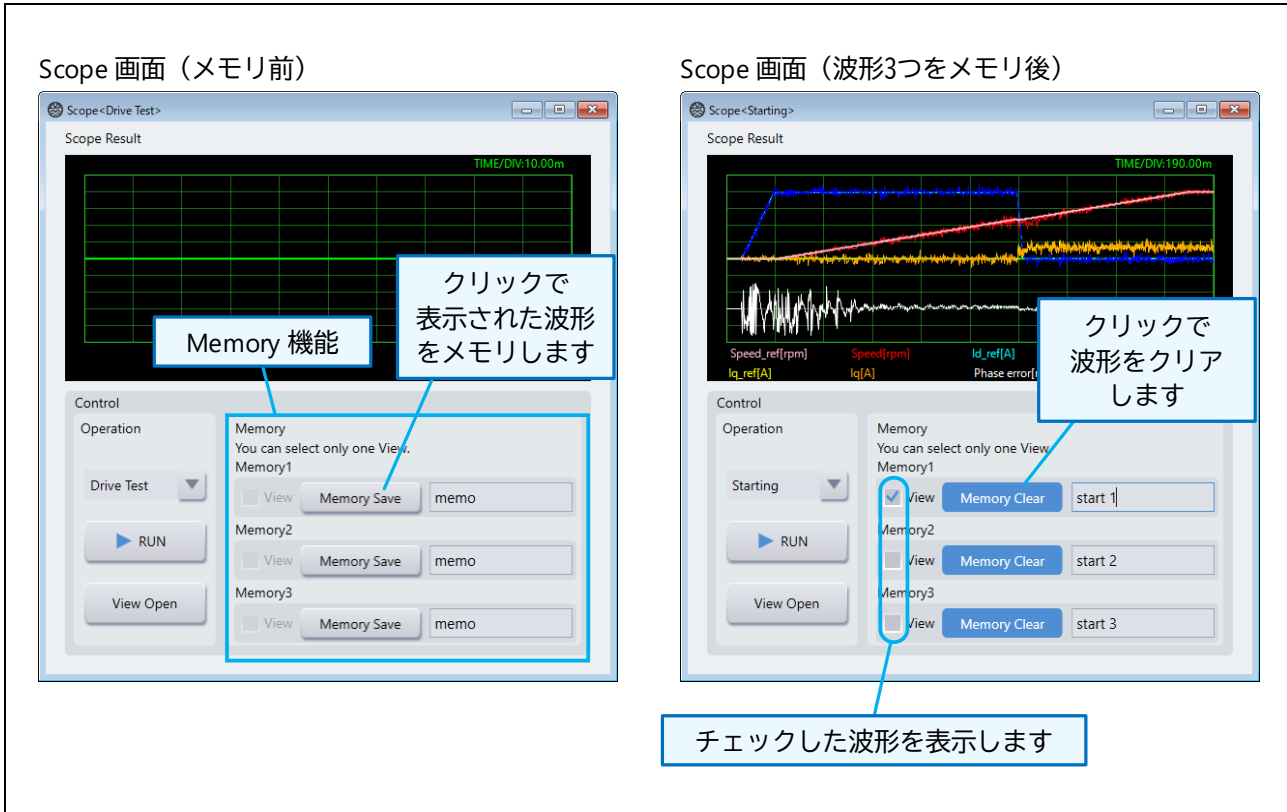 Scope 画面（メモリ前）
Scope<Drive Test>
Scope Result
TIME/DIV:10.00m
クリックで
表示された波形
をメモリします
Memory 機能
Control
Operation
Drive Test
RUN
View Open
Memory
You can select only one View.
Memory1
View
Memory Save
memo
Memory2
View
Memory Save
memo
Memory3
View
Memory Save
memo
Scope 画面（波形3つをメモリ後）
Scope<Starting>
Scope Result
TIME/DIV:190.00m
Speed_ref[rpm]
Speed[rpm]
Id_ref[A]
Iq_ref[A]
Iq[A]
Phase error[
クリックで
波形をクリア
します
Control
Operation
Starting
RUN
View Open
Memory
You can select only one View
Memory1
View
Memory Clear
start 1
Memory2
View
Memory Clear
start 2
Memory3
View
Memory Clear
start 3
チェックした波形を表示します